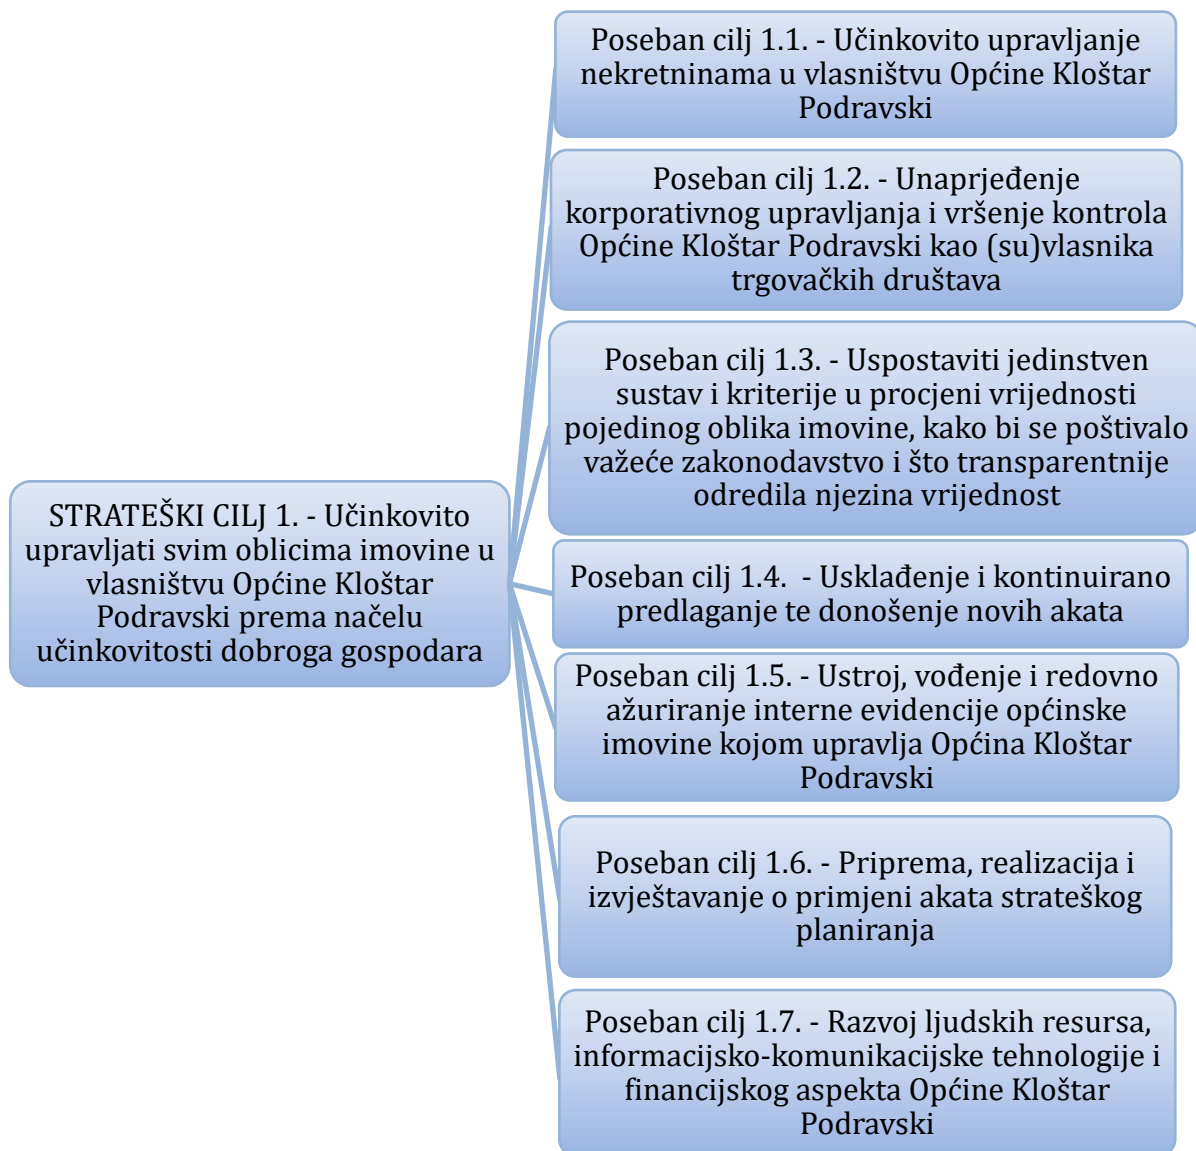 STRATEŠKI CILJ 1. - Učinkovito
upravljati svim oblicima imovine u
vlasništvu Općine Kloštar
Podravski prema načelu
učinkovitosti dobroga gospodara
Poseban cilj 1.1. - Učinkovito upravljanje
nekretninama u vlasništvu Općine Kloštar
Podravski
Poseban cilj 1.2. - Unaprjeđenje
korporativnog upravljanja i vršenje kontrola
Općine Kloštar Podravski kao (su)vlasnika
trgovačkih društava
Poseban cilj 1.3. - Uspostaviti jedinstven
sustav i kriterije u procjeni vrijednosti
pojedinog oblika imovine, kako bi se poštivalo
važeće zakonodavstvo i što transparentnije
odredila njezina vrijednost
Poseban cilj 1.4.  - Usklađenje i kontinuirano
predlaganje te donošenje novih akata
Poseban cilj 1.5. - Ustroj, vođenje i redovno
ažuriranje interne evidencije općinske
imovine kojom upravlja Općina Kloštar
Podravski
Poseban cilj 1.6. - Priprema, realizacija i
izvještavanje o primjeni akata strateškog
planiranja
Poseban cilj 1.7. - Razvoj ljudskih resursa,
informacijsko-komunikacijske tehnologije i
financijskog aspekta Općine Kloštar
Podravski